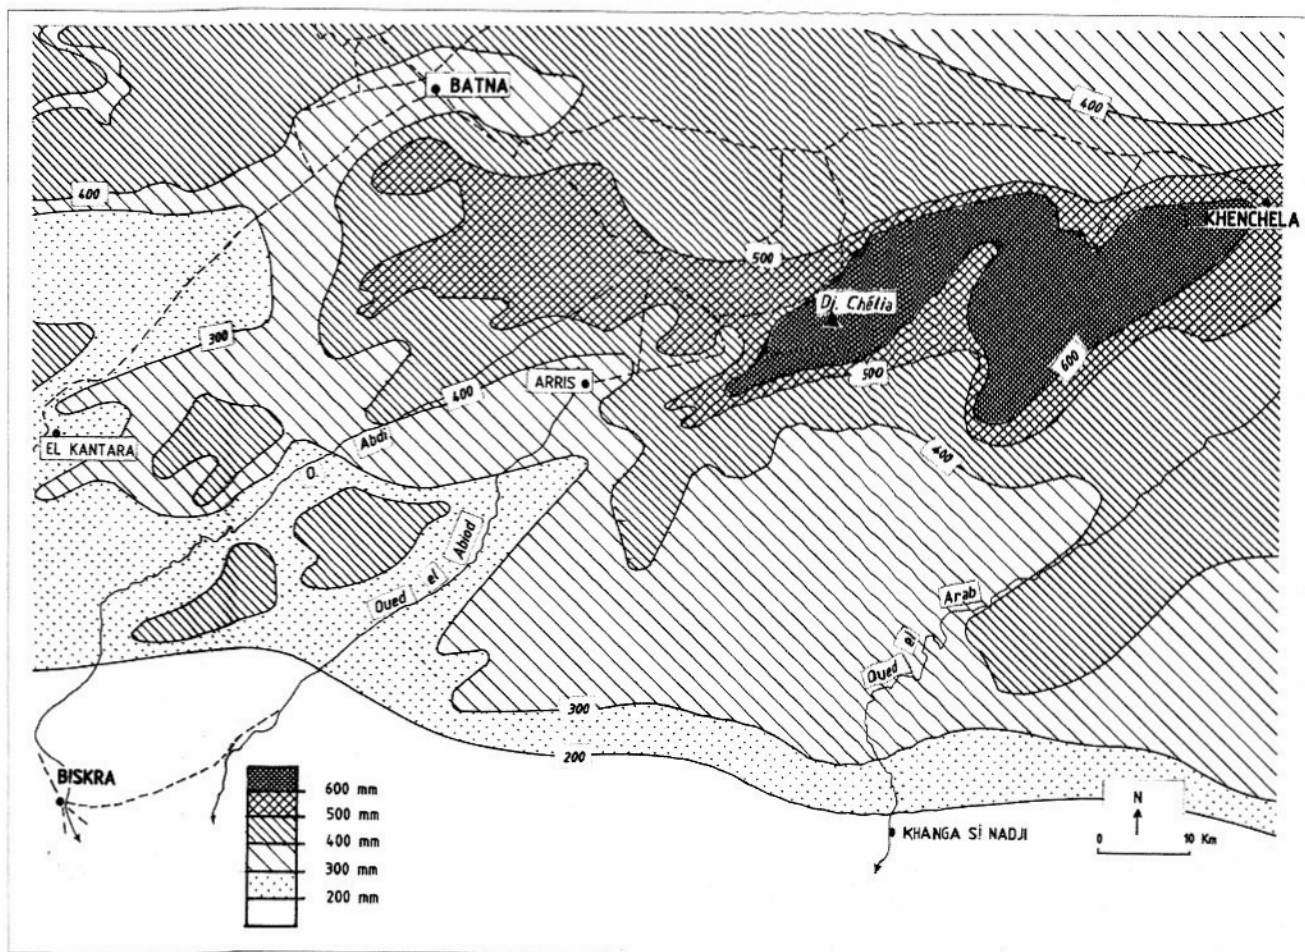 BATNA
400
400
KHENCHELA
500
Dj. Chélia
300
600
500
ARRIS
400
EL KANTARA
O. Abdi
400
Oued el Abiod
Oued el Arab
300
200
BISKRA
600 mm
500 mm
400 mm
300 mm
200 mm
N
0 10 Km
KHANGA Sİ NADJI